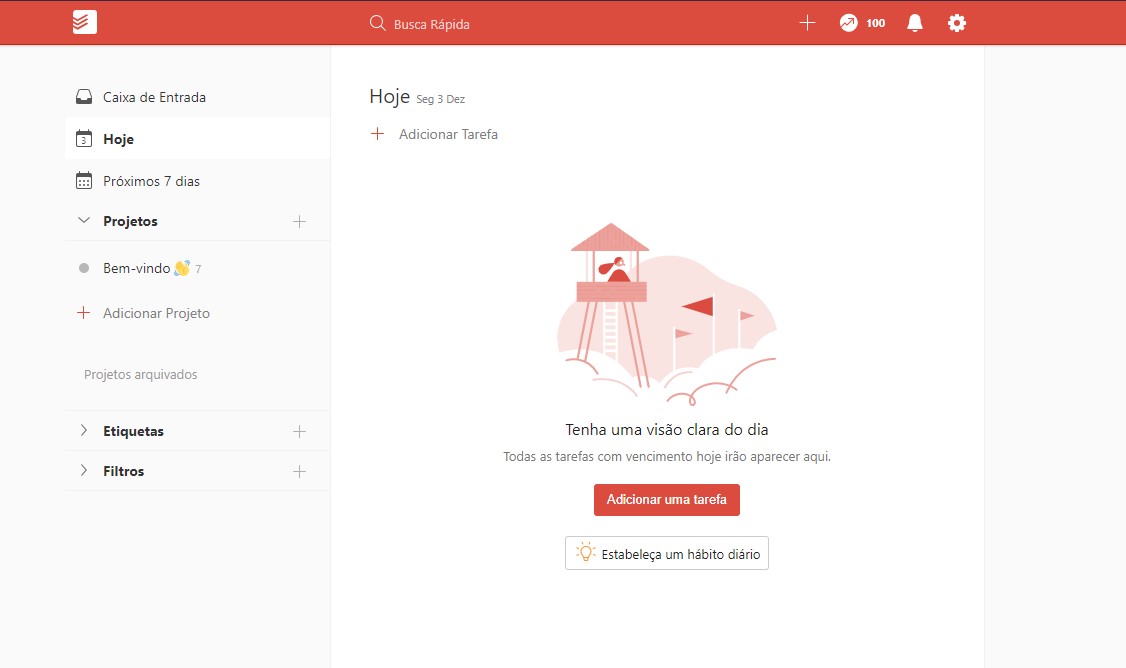 Busca Rápida
100
Caixa de Entrada
3
Hoje
Próximos 7 dias
Projetos
Bem-vindo 👋 7
Adicionar Projeto
Projetos arquivados
Etiquetas
Filtros
Hoje Seg 3 Dez
Adicionar Tarefa
Tenha uma visão clara do dia
Todas as tarefas com vencimento hoje irão aparecer aqui.
Adicionar uma tarefa
Estabeleça um hábito diário